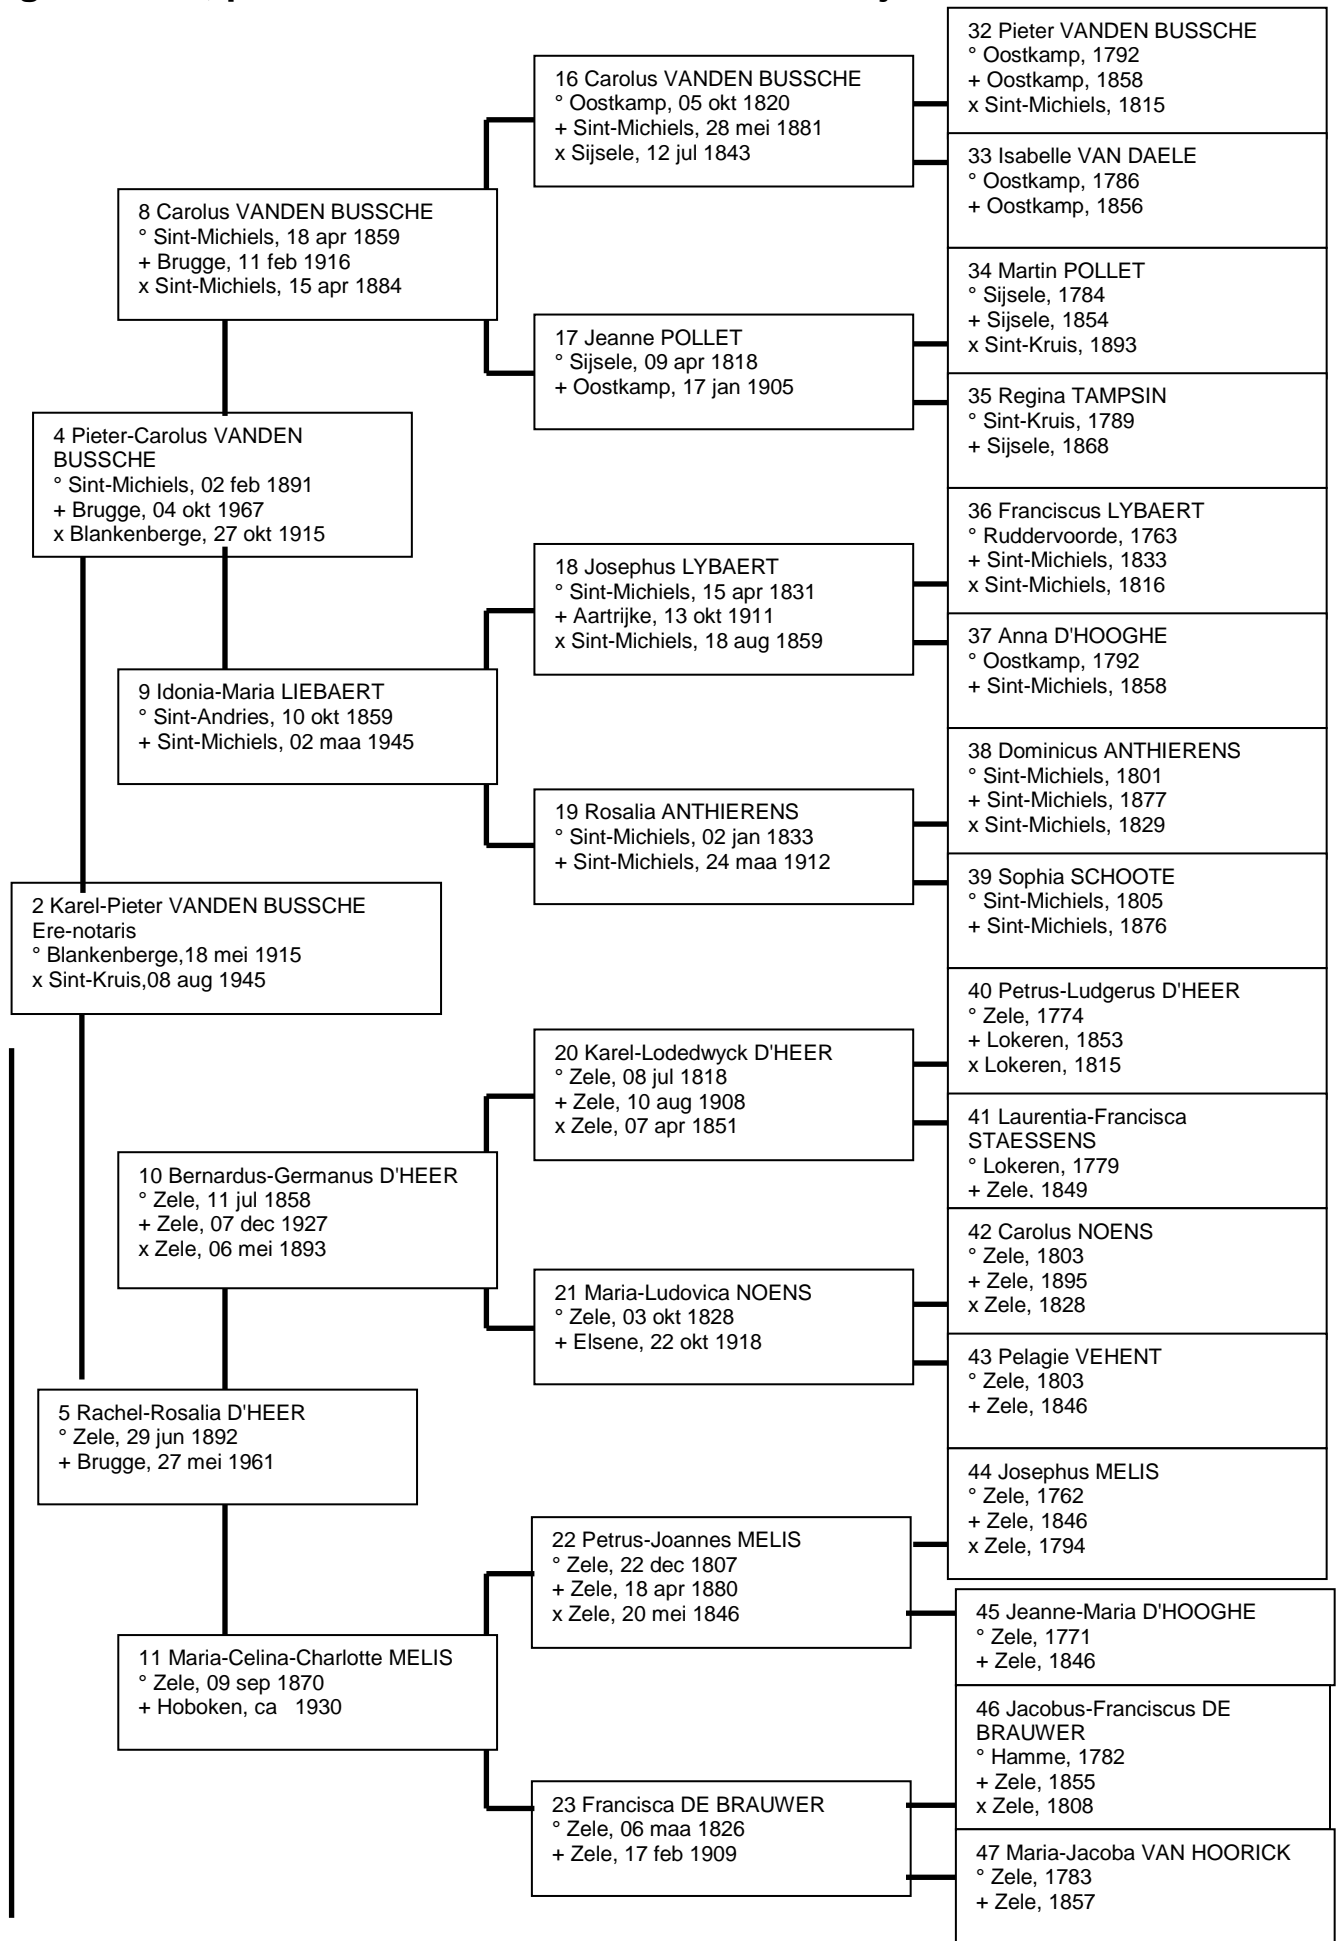 2 Karel-Pieter VANDEN BUSSCHE
Ere-notaris
° Blankenberge,18 mei 1915
x Sint-Kruis,08 aug 1945
4 Pieter-Carolus VANDEN
BUSSCHE
° Sint-Michiels, 02 feb 1891
+ Brugge, 04 okt 1967
x Blankenberge, 27 okt 1915
5 Rachel-Rosalia D'HEER
° Zele, 29 jun 1892
+ Brugge, 27 mei 1961
8 Carolus VANDEN BUSSCHE
° Sint-Michiels, 18 apr 1859
+ Brugge, 11 feb 1916
x Sint-Michiels, 15 apr 1884
9 Idonia-Maria LIEBAERT
° Sint-Andries, 10 okt 1859
+ Sint-Michiels, 02 maa 1945
10 Bernardus-Germanus D'HEER
° Zele, 11 jul 1858
+ Zele, 07 dec 1927
x Zele, 06 mei 1893
11 Maria-Celina-Charlotte MELIS
° Zele, 09 sep 1870
+ Hoboken, ca   1930
16 Carolus VANDEN BUSSCHE
° Oostkamp, 05 okt 1820
+ Sint-Michiels, 28 mei 1881
x Sijsele, 12 jul 1843
17 Jeanne POLLET
° Sijsele, 09 apr 1818
+ Oostkamp, 17 jan 1905
18 Josephus LYBAERT
° Sint-Michiels, 15 apr 1831
+ Aartrijke, 13 okt 1911
x Sint-Michiels, 18 aug 1859
19 Rosalia ANTHIERENS
° Sint-Michiels, 02 jan 1833
+ Sint-Michiels, 24 maa 1912
20 Karel-Lodedwyck D'HEER
° Zele, 08 jul 1818
+ Zele, 10 aug 1908
x Zele, 07 apr 1851
21 Maria-Ludovica NOENS
° Zele, 03 okt 1828
+ Elsene, 22 okt 1918
22 Petrus-Joannes MELIS
° Zele, 22 dec 1807
+ Zele, 18 apr 1880
x Zele, 20 mei 1846
23 Francisca DE BRAUWER
° Zele, 06 maa 1826
+ Zele, 17 feb 1909
32 Pieter VANDEN BUSSCHE
° Oostkamp, 1792
+ Oostkamp, 1858
x Sint-Michiels, 1815
33 Isabelle VAN DAELE
° Oostkamp, 1786
+ Oostkamp, 1856
34 Martin POLLET
° Sijsele, 1784
+ Sijsele, 1854
x Sint-Kruis, 1893
35 Regina TAMPSIN
° Sint-Kruis, 1789
+ Sijsele, 1868
36 Franciscus LYBAERT
° Ruddervoorde, 1763
+ Sint-Michiels, 1833
x Sint-Michiels, 1816
37 Anna D'HOOGHE
° Oostkamp, 1792
+ Sint-Michiels, 1858
38 Dominicus ANTHIERENS
° Sint-Michiels, 1801
+ Sint-Michiels, 1877
x Sint-Michiels, 1829
39 Sophia SCHOOTE
° Sint-Michiels, 1805
+ Sint-Michiels, 1876
40 Petrus-Ludgerus D'HEER
° Zele, 1774
+ Lokeren, 1853
x Lokeren, 1815
41 Laurentia-Francisca
STAESSENS
° Lokeren, 1779
+ Zele, 1849
42 Carolus NOENS
° Zele, 1803
+ Zele, 1895
x Zele, 1828
43 Pelagie VEHENT
° Zele, 1803
+ Zele, 1846
44 Josephus MELIS
° Zele, 1762
+ Zele, 1846
x Zele, 1794
45 Jeanne-Maria D'HOOGHE
° Zele, 1771
+ Zele, 1846
46 Jacobus-Franciscus DE
BRAUWER
° Hamme, 1782
+ Zele, 1855
x Zele, 1808
47 Maria-Jacoba VAN HOORICK
° Zele, 1783
+ Zele, 1857